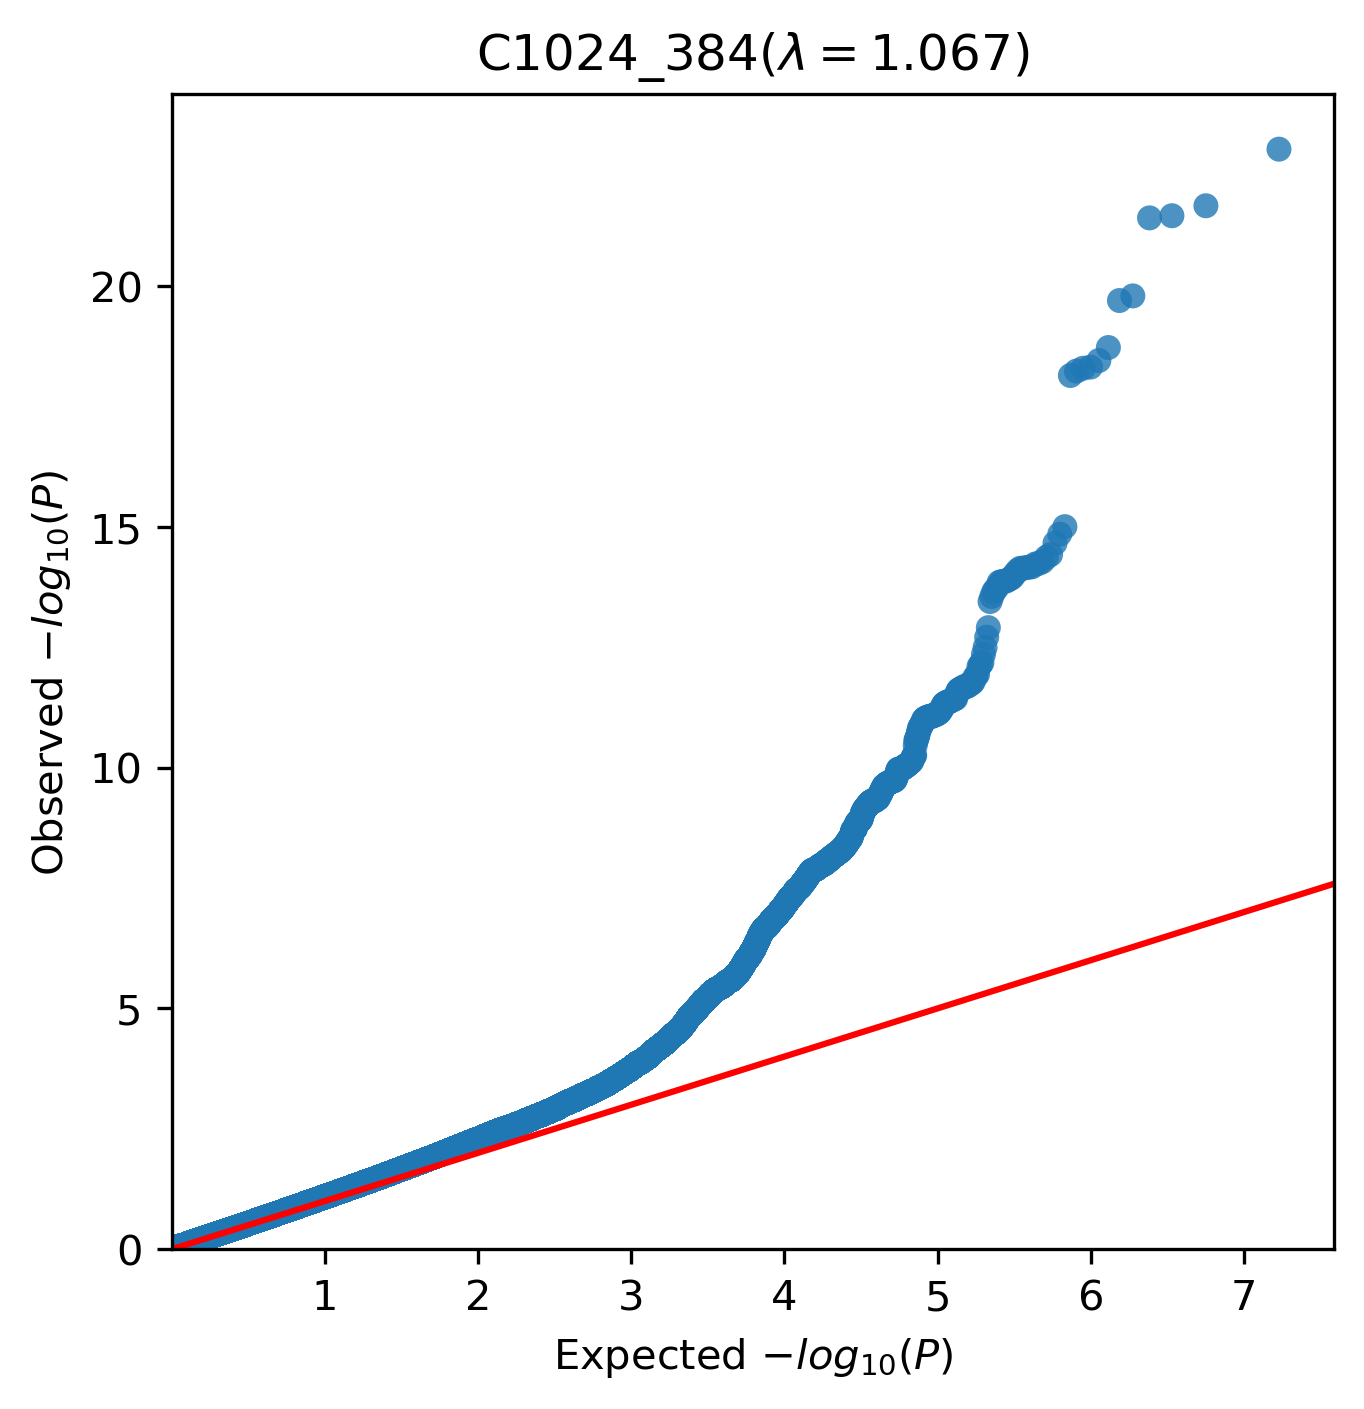 C1024_384(λ = 1.067)
20
15
10
5
0
Observed −log₁₀(P)
1 2 3 4 5 6 7
Expected −log₁₀(P)